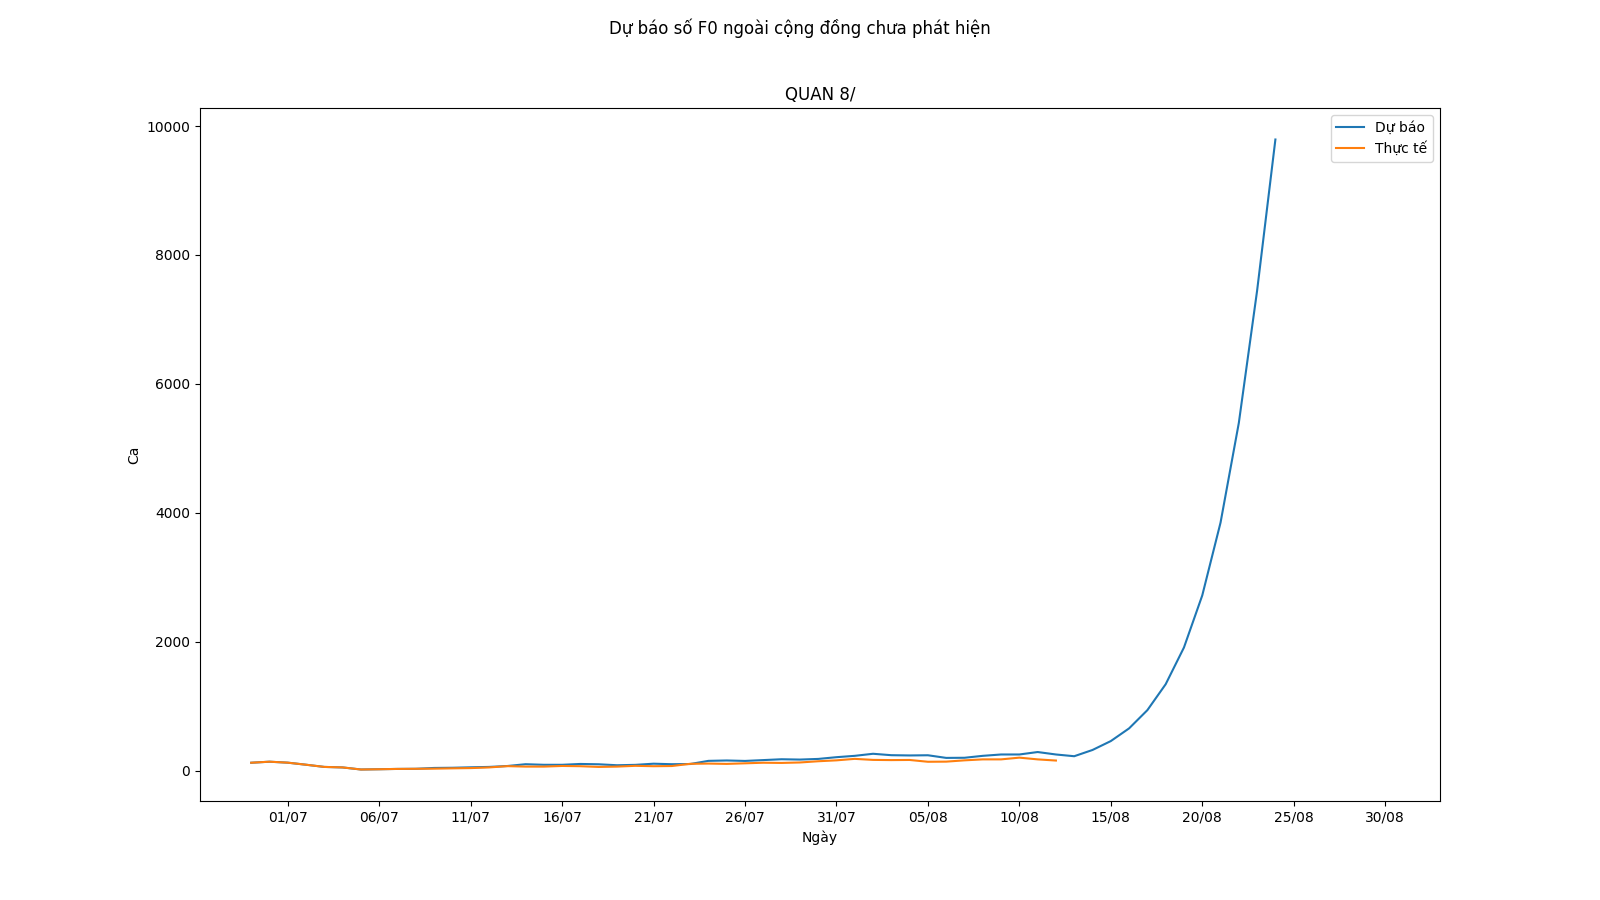 Dự báo số F0 ngoài cộng đồng chưa phát hiện
QUAN 8/
Dự báo
Thực tế
10000
8000
6000
4000
2000
0
Ca
01/07 06/07 11/07 16/07 21/07 26/07 31/07 05/08 10/08 15/08 20/08 25/08 30/08
Ngày